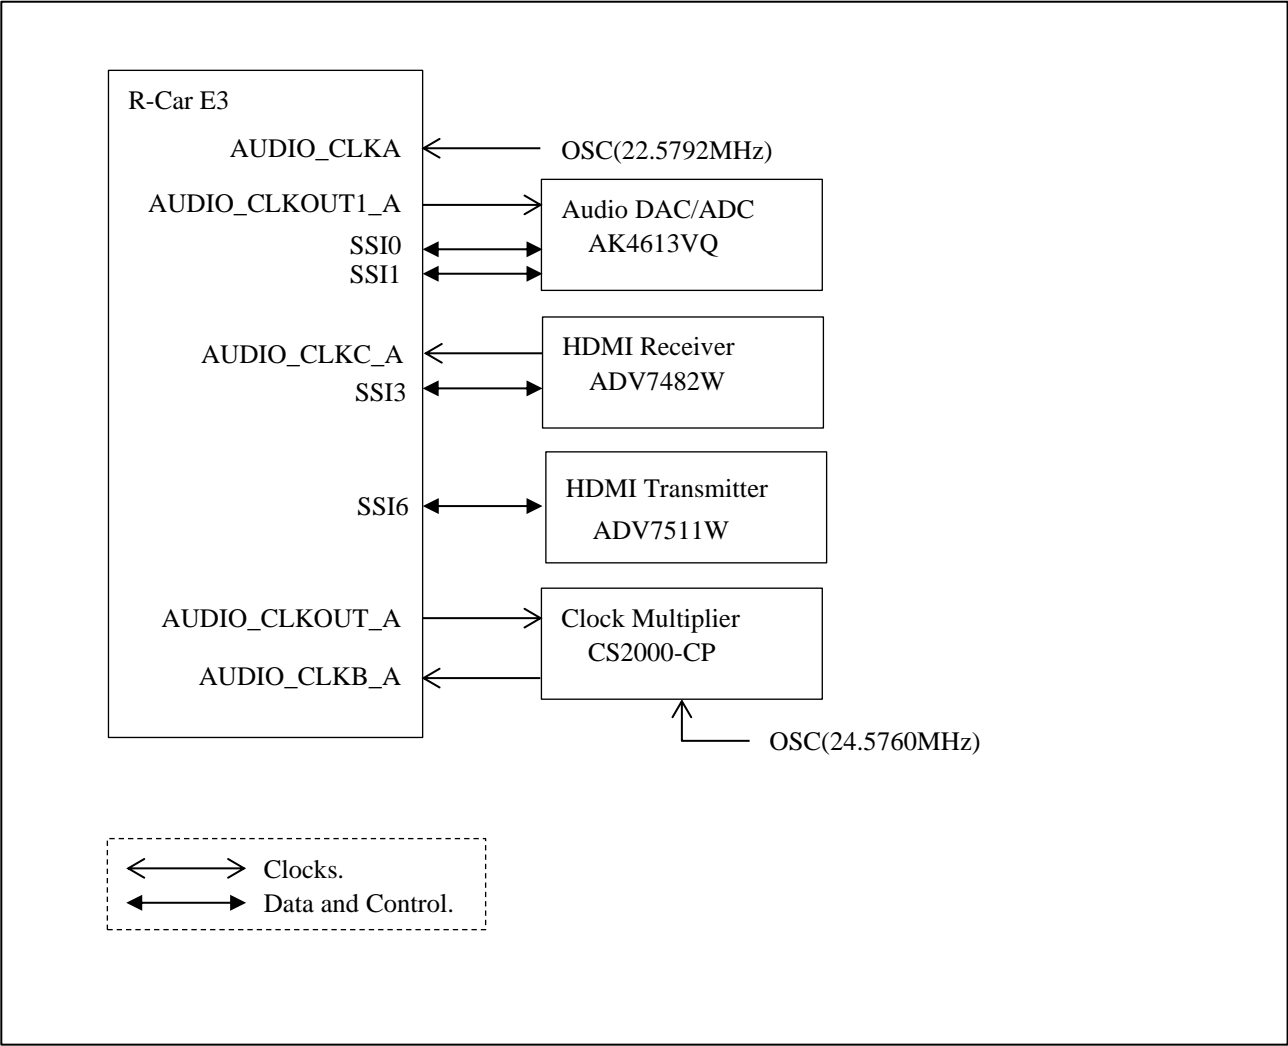 R-Car E3
AUDIO_CLKA
OSC(22.5792MHz)
AUDIO_CLKOUT1_A
Audio DAC/ADC
AK4613VQ
SSI0
SSI1
AUDIO_CLKC_A
HDMI Receiver
ADV7482W
SSI3
HDMI Transmitter
ADV7511W
SSI6
AUDIO_CLKOUT_A
Clock Multiplier
CS2000-CP
AUDIO_CLKB_A
OSC(24.5760MHz)
Clocks.
Data and Control.